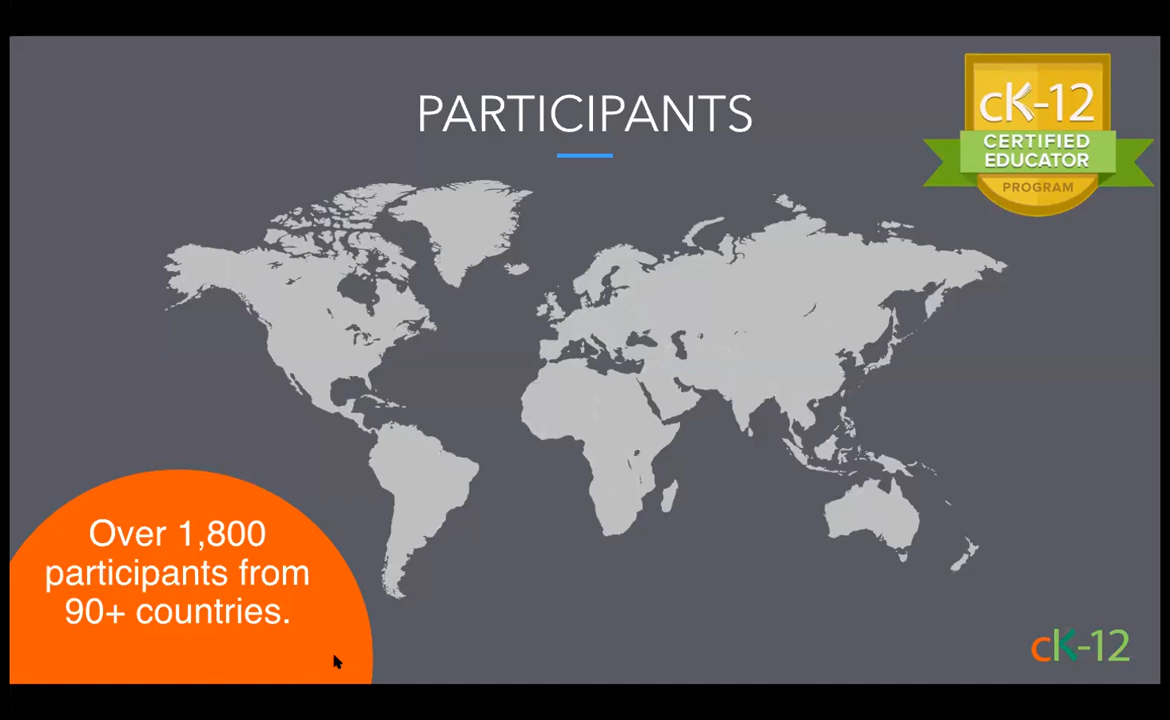 PARTICIPANTS
cK-12
CERTIFIED
EDUCATOR
PROGRAM
Over 1,800
participants from
90+ countries.
cK-12